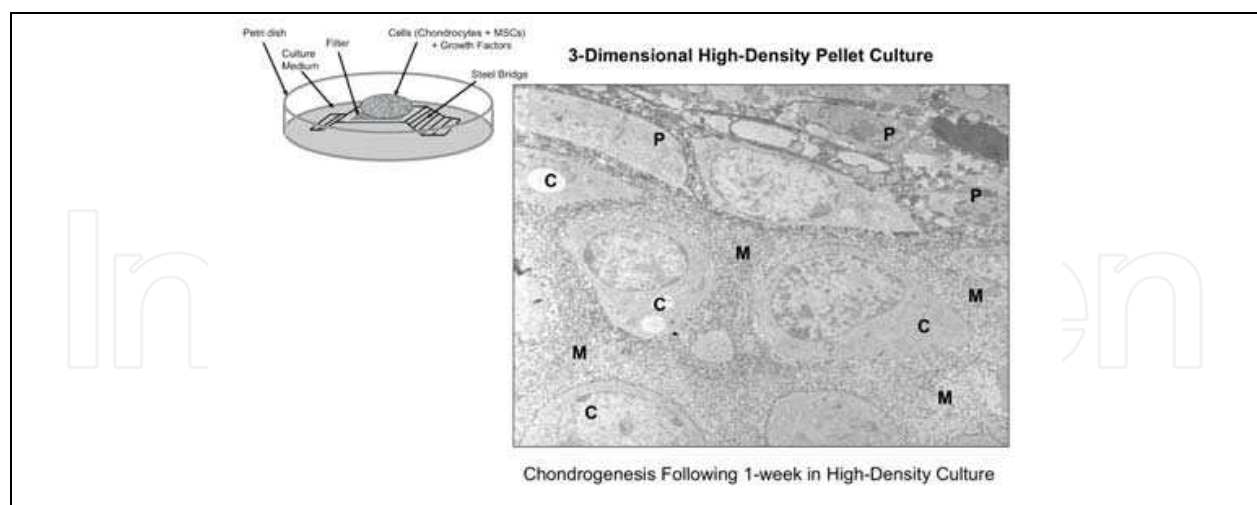 Petri dish
Filter
Cells (Chondrocytes + MSCs)
+ Growth Factors
Culture
Medium
Steel Bridge
3-Dimensional High-Density Pellet Culture
P
P
C
P
M
M
C
C
M
M
C
Chondrogenesis Following 1-week in High-Density Culture